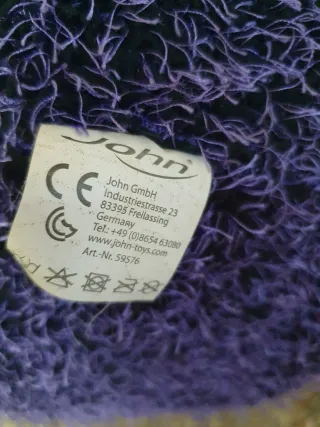 John
CE
John GmbH
Industriestrasse 23
83395 Freilassing
Germany
Tel.: +49 (0)8654 63080
www.john-toys.com
Art.-Nr. 59576